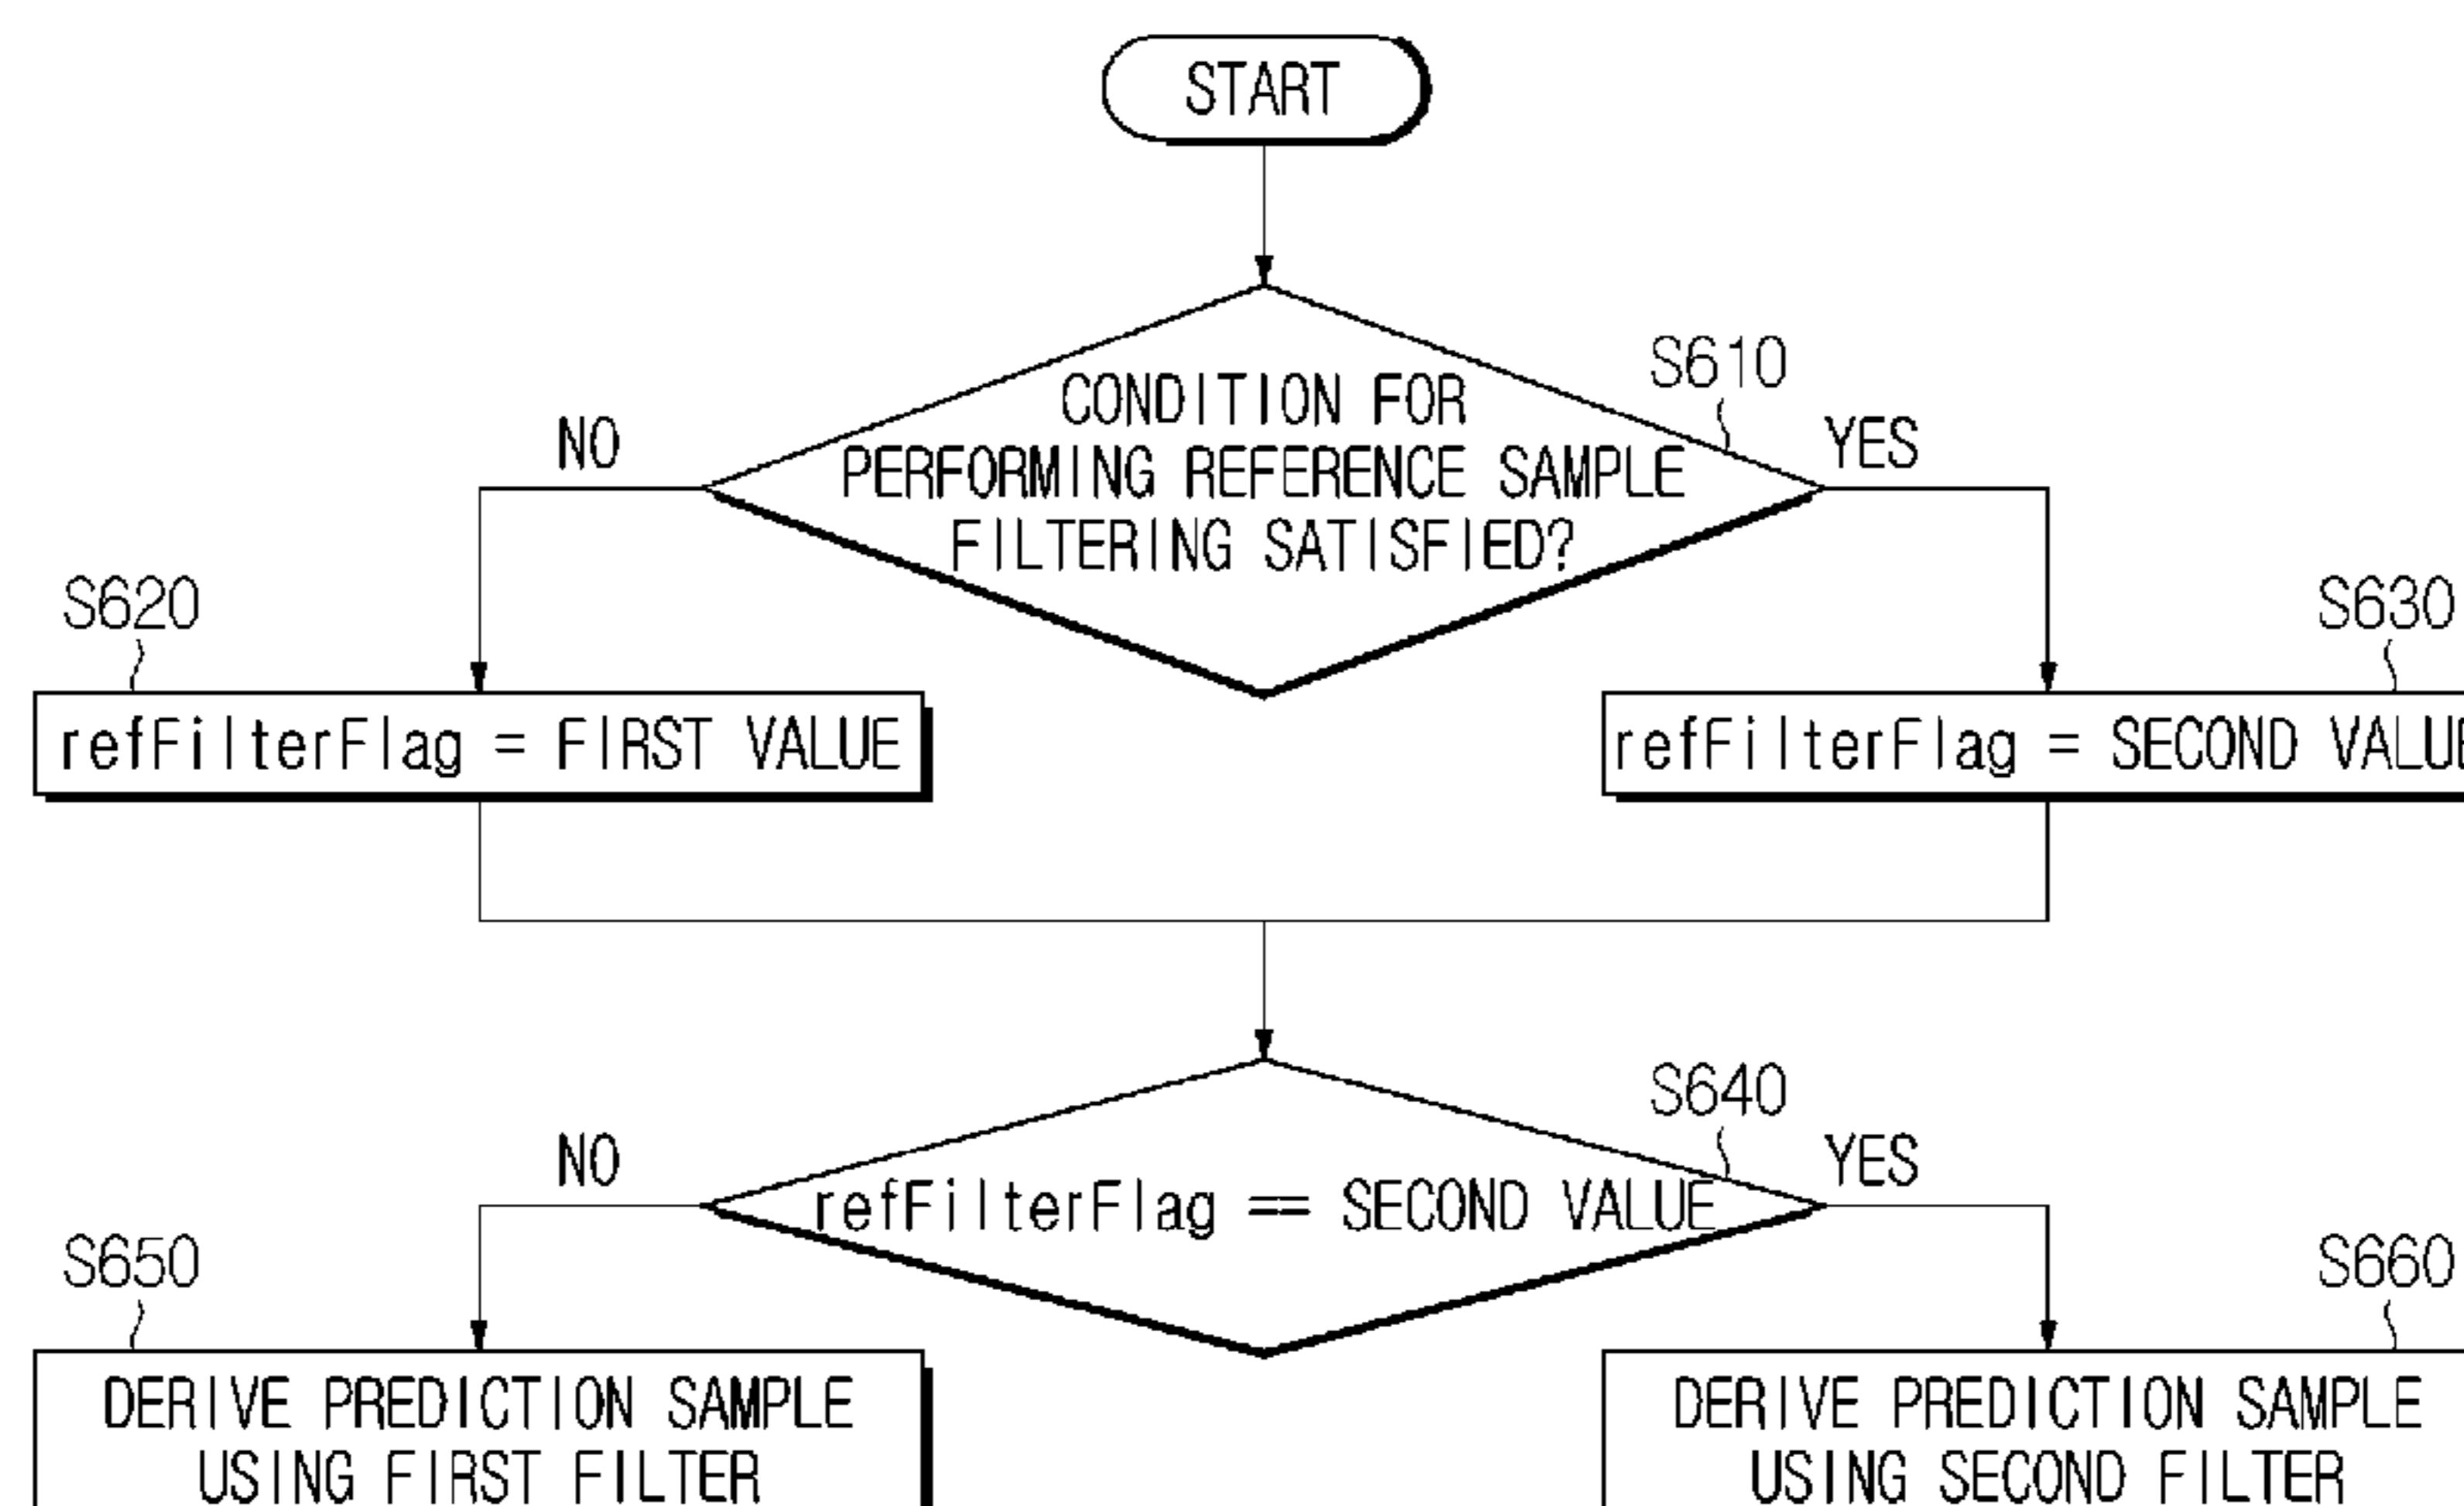 START
S610
CONDITION FOR
PERFORMING REFERENCE SAMPLE
FILTERING SATISFIED?
NO
YES
S620
S630
refFilterFlag = FIRST VALUE
refFilterFlag = SECOND VALUE
S640
NO
YES
refFilterFlag == SECOND VALUE
S650
S660
DERIVE PREDICTION SAMPLE
USING FIRST FILTER
DERIVE PREDICTION SAMPLE
USING SECOND FILTER